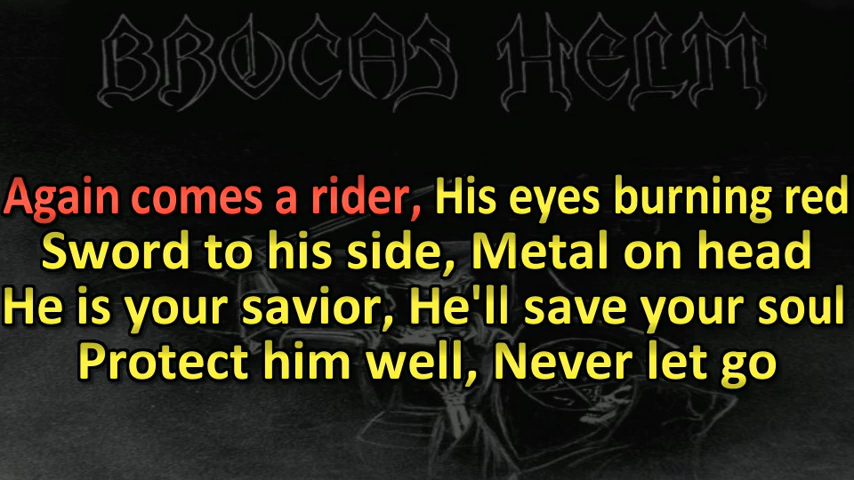 BROCAS HELM
Again comes a rider, His eyes burning red
Sword to his side, Metal on head
He is your savior, He'll save your soul
Protect him well, Never let go